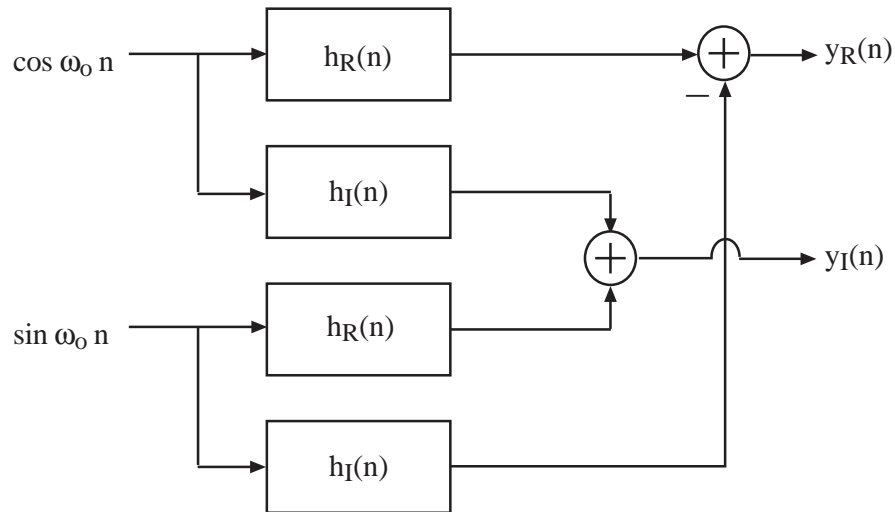 cos ωo n
hR(n)
+
yR(n)
−
hI(n)
+
yI(n)
sin ωo n
hR(n)
hI(n)